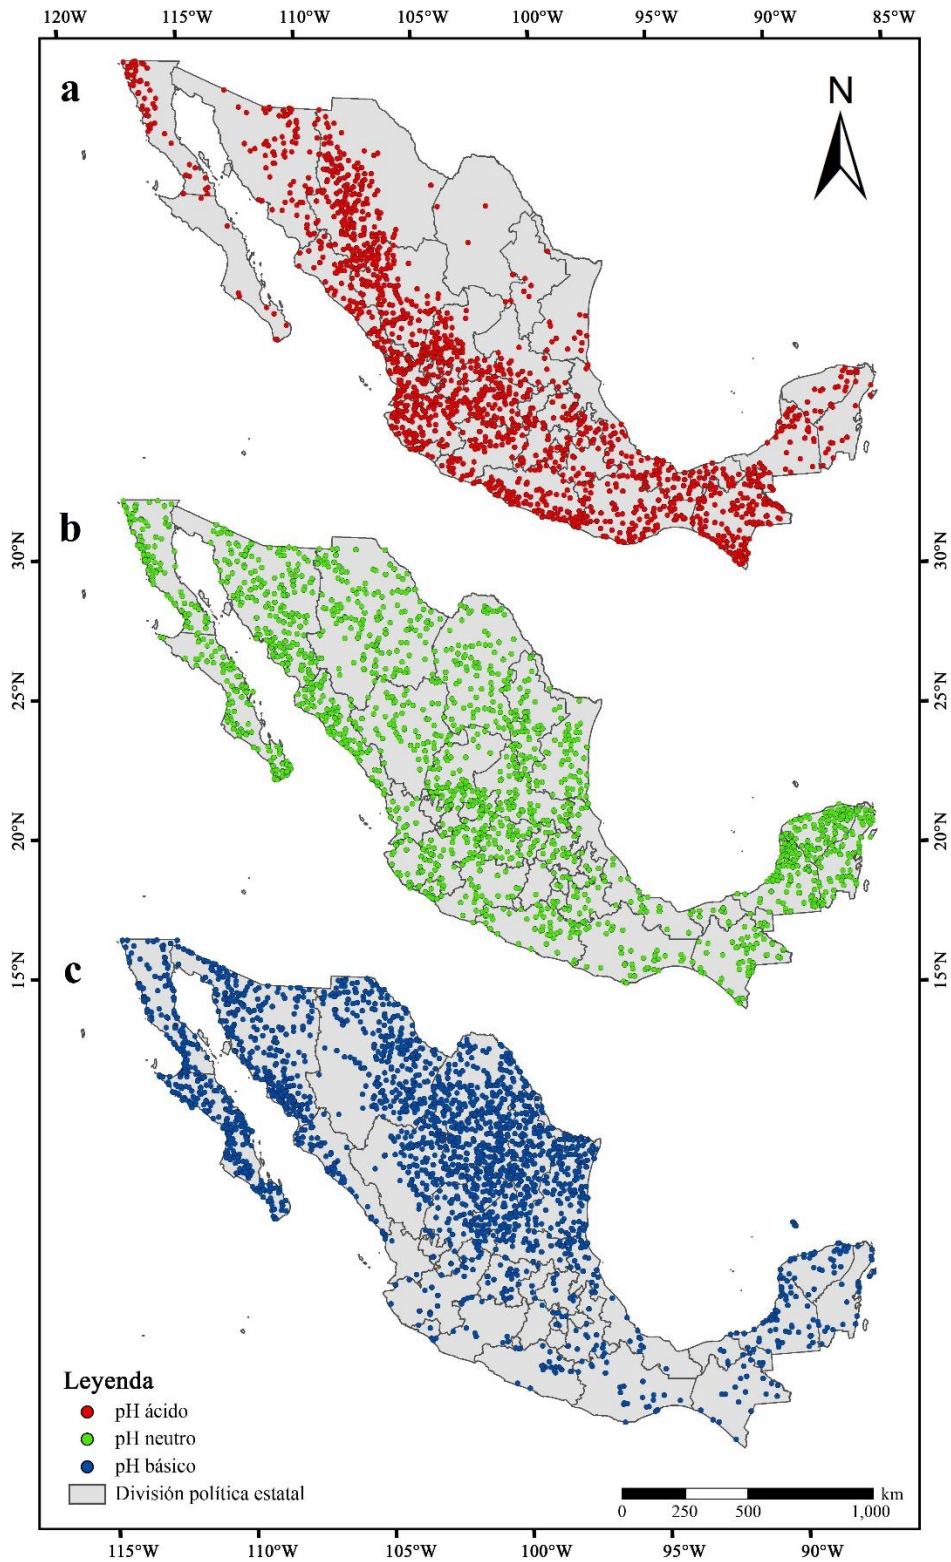 120°W 115°W 110°W 105°W 100°W 95°W 90°W 85°W
a
N
b
30°N 30°N
25°N 25°N
20°N 20°N
c
15°N 15°N
Leyenda
pH ácido
pH neutro
pH básico
División política estatal
km
0 250 500 1,000
115°W 110°W 105°W 100°W 95°W 90°W